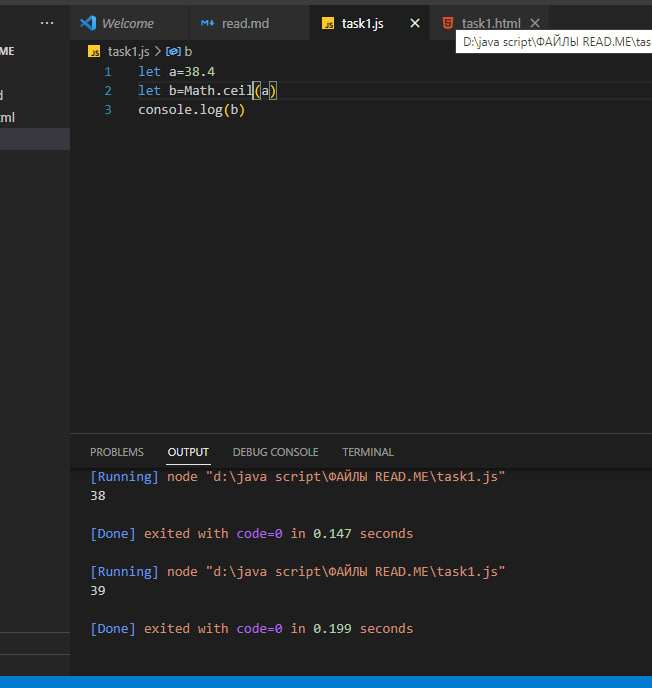 Welcome
read.md
task1.js
task1.html
D:\java script\ФАЙЛЫ READ.ME\tas
ME
task1.js > b
ml
1 let a=38.4
2 let b=Math.ceil(a)
3 console.log(b)
PROBLEMS OUTPUT DEBUG CONSOLE TERMINAL
[Running] node "d:\java script\ФАЙЛЫ READ.ME\task1.js"
38
[Done] exited with code=0 in 0.147 seconds
[Running] node "d:\java script\ФАЙЛЫ READ.ME\task1.js"
39
[Done] exited with code=0 in 0.199 seconds